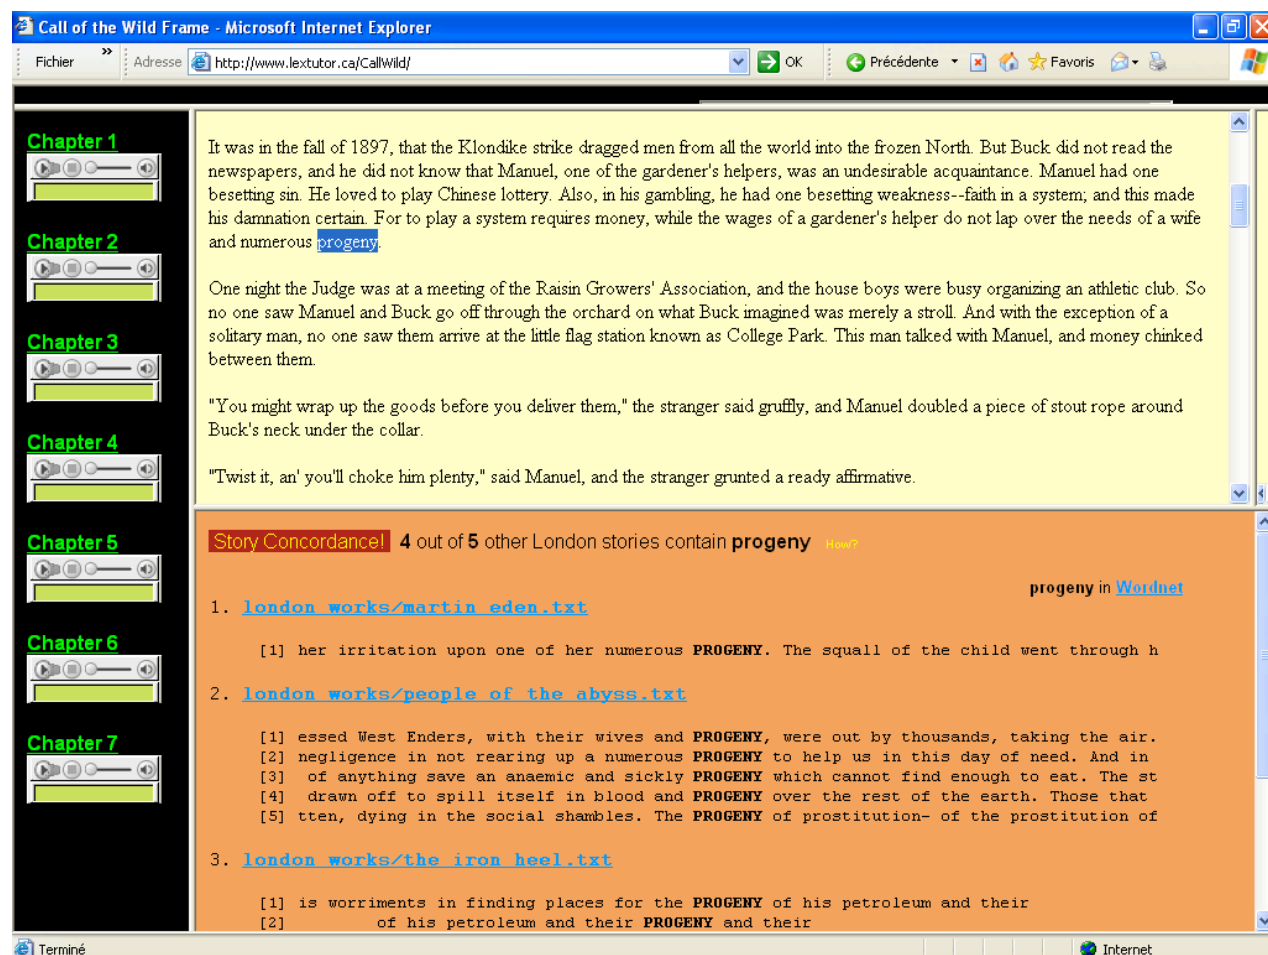 Call of the Wild Frame - Microsoft Internet Explorer
Fichier » Adresse http://www.lextutor.ca/CallWild/ OK Précédente Favoris
Chapter 1
Chapter 2
Chapter 3
Chapter 4
Chapter 5
Chapter 6
Chapter 7
It was in the fall of 1897, that the Klondike strike dragged men from all the world into the frozen North. But Buck did not read the
newspapers, and he did not know that Manuel, one of the gardener's helpers, was an undesirable acquaintance. Manuel had one
besetting sin. He loved to play Chinese lottery. Also, in his gambling, he had one besetting weakness--faith in a system; and this made
his damnation certain. For to play a system requires money, while the wages of a gardener's helper do not lap over the needs of a wife
and numerous progeny.
One night the Judge was at a meeting of the Raisin Growers' Association, and the house boys were busy organizing an athletic club. So
no one saw Manuel and Buck go off through the orchard on what Buck imagined was merely a stroll. And with the exception of a
solitary man, no one saw them arrive at the little flag station known as College Park. This man talked with Manuel, and money chinked
between them.
"You might wrap up the goods before you deliver them," the stranger said gruffly, and Manuel doubled a piece of stout rope around
Buck's neck under the collar.
"Twist it, an' you'll choke him plenty," said Manuel, and the stranger grunted a ready affirmative.
Story Concordance! 4 out of 5 other London stories contain progeny How?
progeny in Wordnet
1. london works/martin eden.txt
[1] her irritation upon one of her numerous PROGENY. The squall of the child went through h
2. london works/people of the abyss.txt
[1] essed West Enders, with their wives and PROGENY, were out by thousands, taking the air.
[2] negligence in not rearing up a numerous PROGENY to help us in this day of need. And in
[3] of anything save an anaemic and sickly PROGENY which cannot find enough to eat. The st
[4] drawn off to spill itself in blood and PROGENY over the rest of the earth. Those that
[5] tten, dying in the social shambles. The PROGENY of prostitution- of the prostitution of
3. london works/the iron heel.txt
[1] is worriments in finding places for the PROGENY of his petroleum and their
[2] of his petroleum and their PROGENY and their
Terminé
Internet